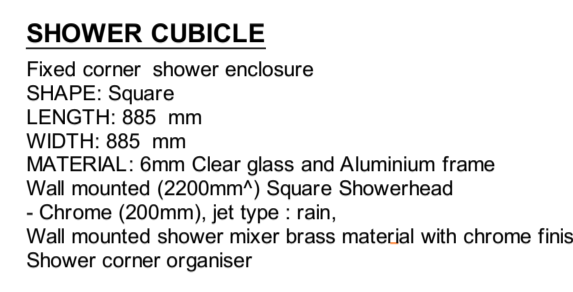 SHOWER CUBICLE
Fixed corner shower enclosure
SHAPE: Square
LENGTH: 885 mm
WIDTH: 885 mm
MATERIAL: 6mm Clear glass and Aluminium frame
Wall mounted (2200mm^) Square Showerhead
- Chrome (200mm), jet type : rain,
Wall mounted shower mixer brass material with chrome finis
Shower corner organiser